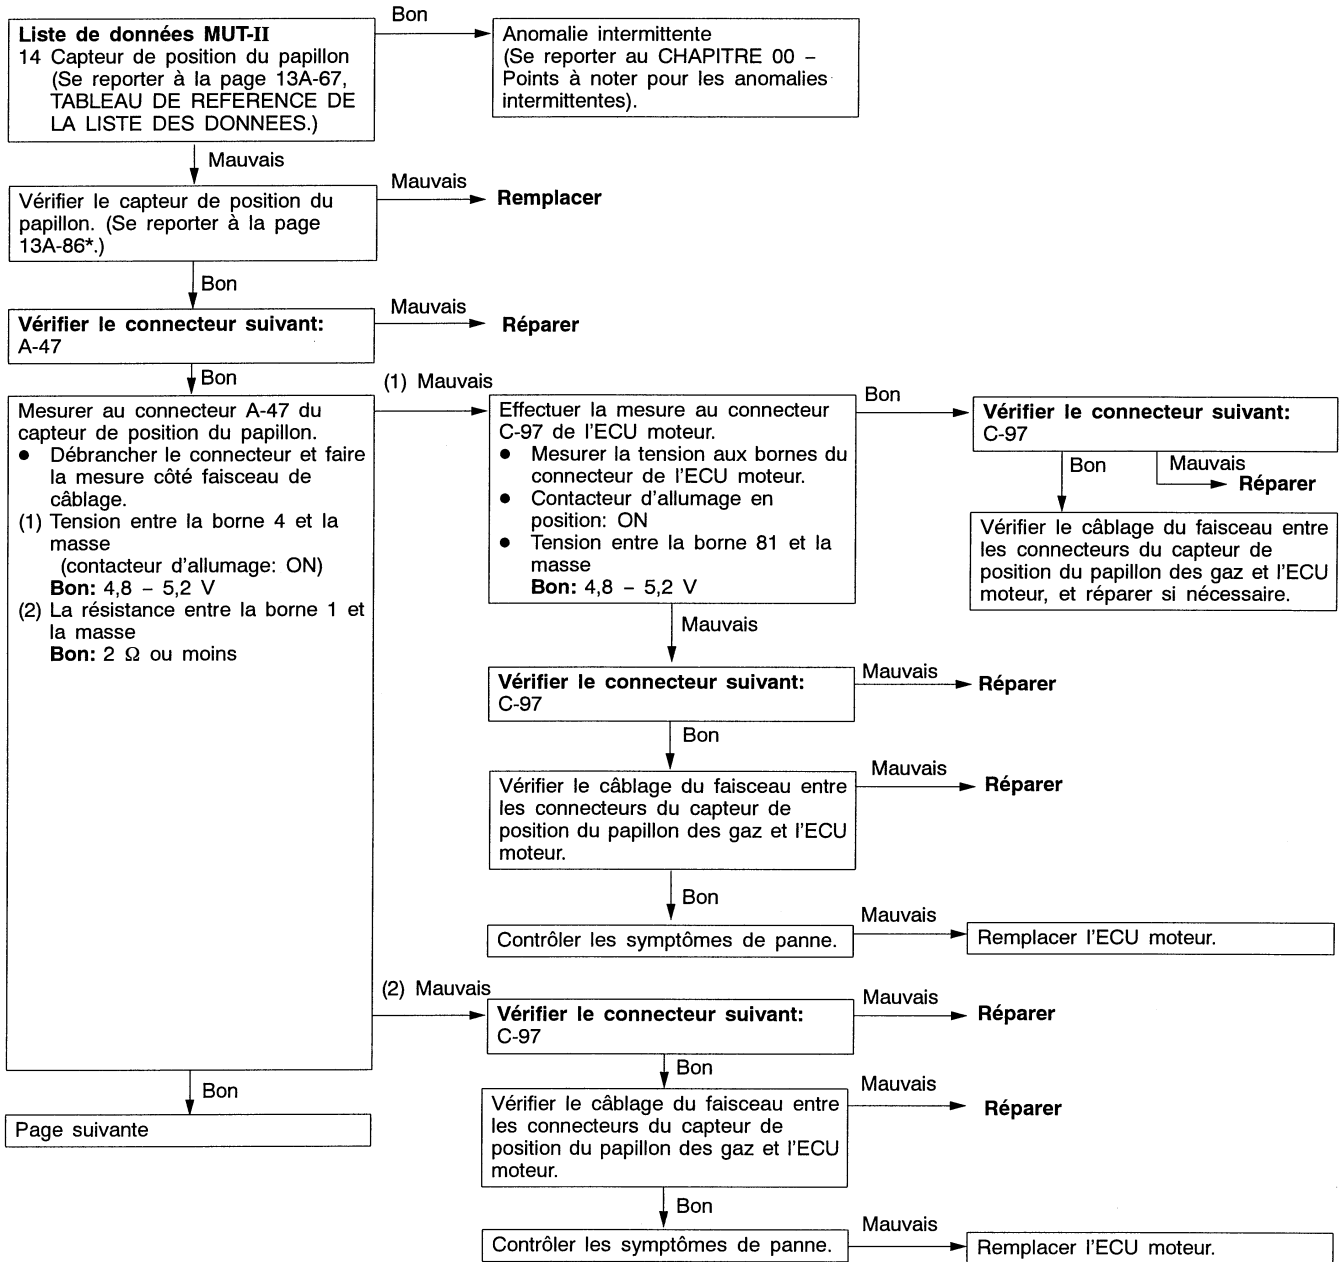 Liste de données MUT-II
14 Capteur de position du papillon
(Se reporter à la page 13A-67,
TABLEAU DE REFERENCE DE
LA LISTE DES DONNEES.)
Bon
Anomalie intermittente
(Se reporter au CHAPITRE 00 –
Points à noter pour les anomalies
intermittentes).
Mauvais
Vérifier le capteur de position du
papillon. (Se reporter à la page
13A-86*.)
Mauvais
Remplacer
Bon
Vérifier le connecteur suivant:
A-47
Mauvais
Réparer
Bon
Mesurer au connecteur A-47 du
capteur de position du papillon.
● Débrancher le connecteur et faire
la mesure côté faisceau de
câblage.
(1) Tension entre la borne 4 et la
masse
(contacteur d'allumage: ON)
Bon: 4,8 – 5,2 V
(2) La résistance entre la borne 1 et
la masse
Bon: 2 Ω ou moins
(1) Mauvais
Effectuer la mesure au connecteur
C-97 de l'ECU moteur.
● Mesurer la tension aux bornes du
connecteur de l'ECU moteur.
● Contacteur d'allumage en
position: ON
● Tension entre la borne 81 et la
masse
Bon: 4,8 – 5,2 V
Bon
Vérifier le connecteur suivant:
C-97
Bon
Mauvais
Réparer
Vérifier le câblage du faisceau entre
les connecteurs du capteur de
position du papillon des gaz et l'ECU
moteur, et réparer si nécessaire.
Mauvais
Vérifier le connecteur suivant:
C-97
Mauvais
Réparer
Bon
Vérifier le câblage du faisceau entre
les connecteurs du capteur de
position du papillon des gaz et l'ECU
moteur.
Mauvais
Réparer
Bon
Contrôler les symptômes de panne.
Mauvais
Remplacer l'ECU moteur.
(2) Mauvais
Vérifier le connecteur suivant:
C-97
Mauvais
Réparer
Bon
Vérifier le câblage du faisceau entre
les connecteurs du capteur de
position du papillon des gaz et l'ECU
moteur.
Mauvais
Réparer
Bon
Contrôler les symptômes de panne.
Mauvais
Remplacer l'ECU moteur.
Bon
Page suivante